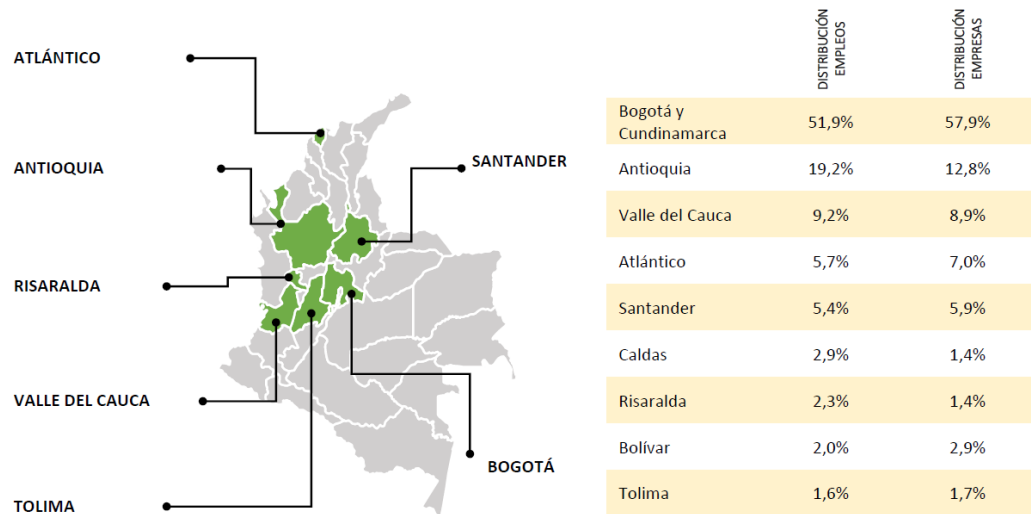 ATLÁNTICO
ANTIOQUIA
SANTANDER
RISARALDA
VALLE DEL CAUCA
BOGOTÁ
TOLIMA
DISTRIBUCIÓN
EMPLEOS
DISTRIBUCIÓN
EMPRESAS
Bogotá y
Cundinamarca 51,9% 57,9%
Antioquia 19,2% 12,8%
Valle del Cauca 9,2% 8,9%
Atlántico 5,7% 7,0%
Santander 5,4% 5,9%
Caldas 2,9% 1,4%
Risaralda 2,3% 1,4%
Bolívar 2,0% 2,9%
Tolima 1,6% 1,7%